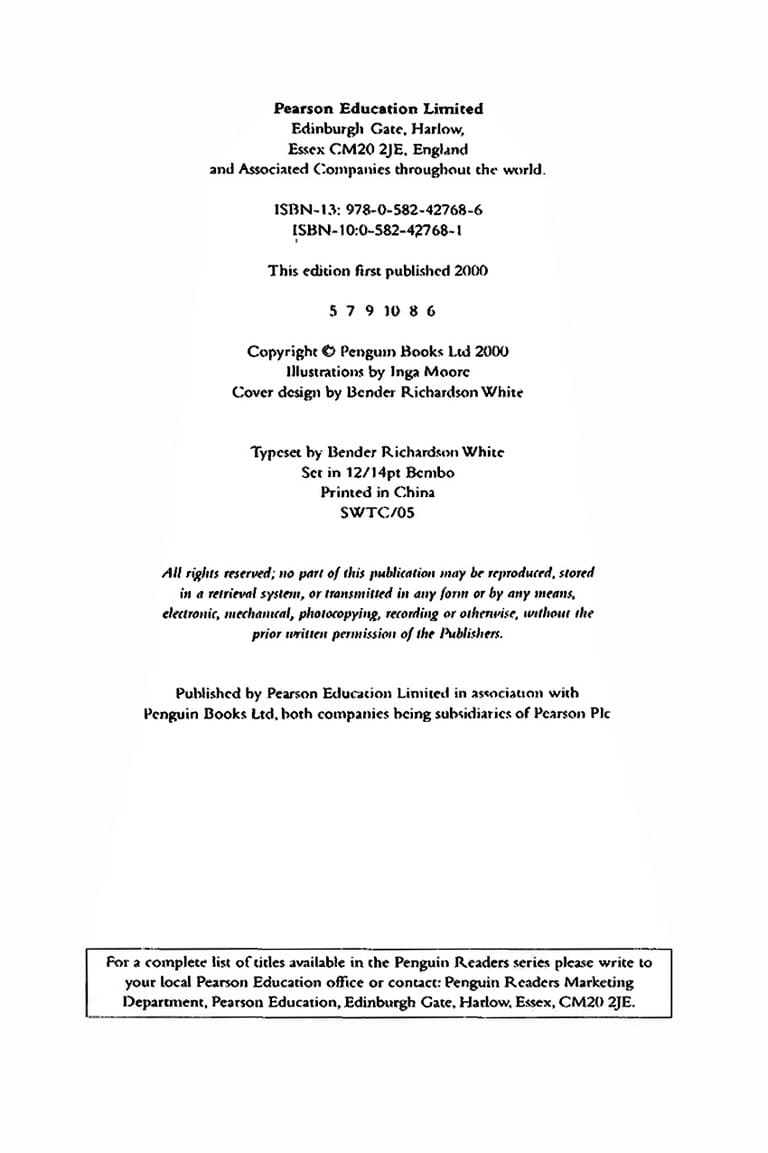 Pearson Education Limited
Edinburgh Gate, Harlow,
Essex CM20 2JE, England
and Associated Companies throughout the world.
ISBN-13: 978-0-582-42768-6
ISBN-10:0-582-42768-1
This edition first published 2000
5 7 9 10 8 6
Copyright © Penguin Books Ltd 2000
Illustrations by Inga Moore
Cover design by Bender Richardson White
Typeset by Bender Richardson White
Set in 12/14pt Bembo
Printed in China
SWTC/05
All rights reserved; no part of this publication may be reproduced, stored
in a retrieval system, or transmitted in any form or by any means,
electronic, mechanical, photocopying, recording or otherwise, without the
prior written permission of the Publishers.
Published by Pearson Education Limited in association with
Penguin Books Ltd, both companies being subsidiaries of Pearson Plc
For a complete list of titles available in the Penguin Readers series please write to
your local Pearson Education office or contact: Penguin Readers Marketing
Department, Pearson Education, Edinburgh Gate, Harlow, Essex, CM20 2JE.